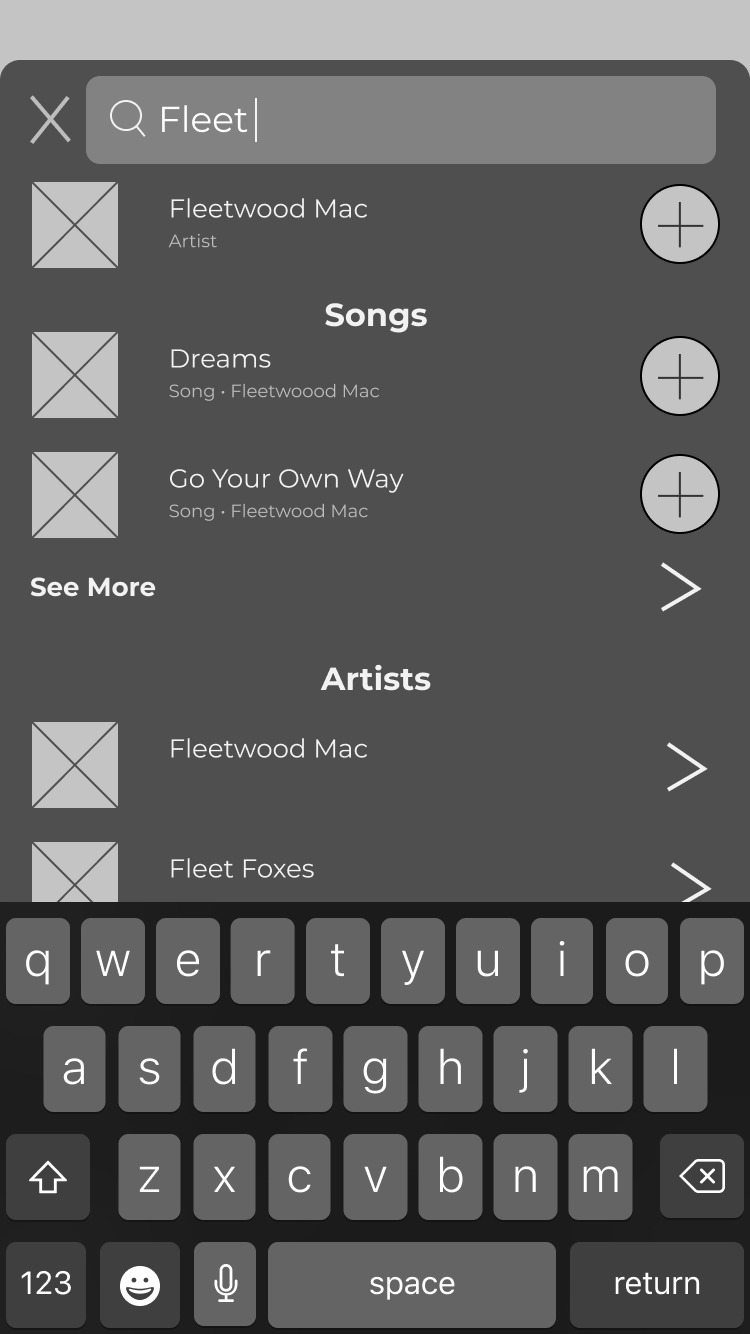 Fleet
Fleetwood Mac
Artist
Songs
Dreams
Song • Fleetwoood Mac
Go Your Own Way
Song • Fleetwood Mac
See More
Artists
Fleetwood Mac
Fleet Foxes
q w e r t y u i o p
a s d f g h j k l
z x c v b n m
123 space return